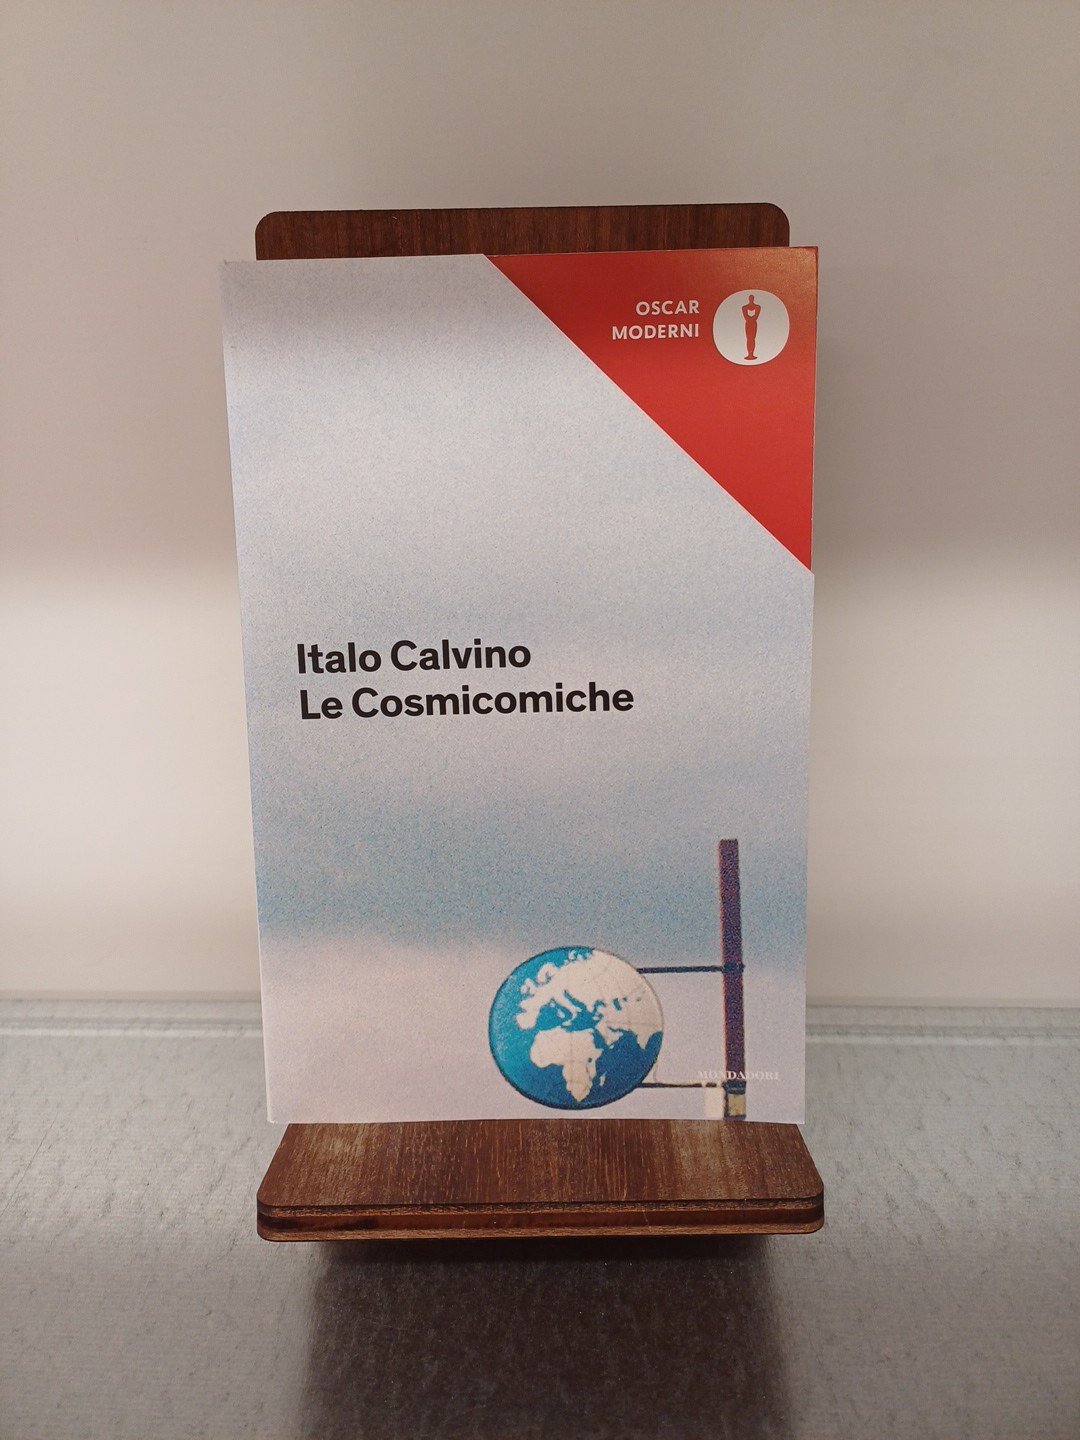 OSCAR
MODERNI
Italo Calvino
Le Cosmicomiche
MONDADORI